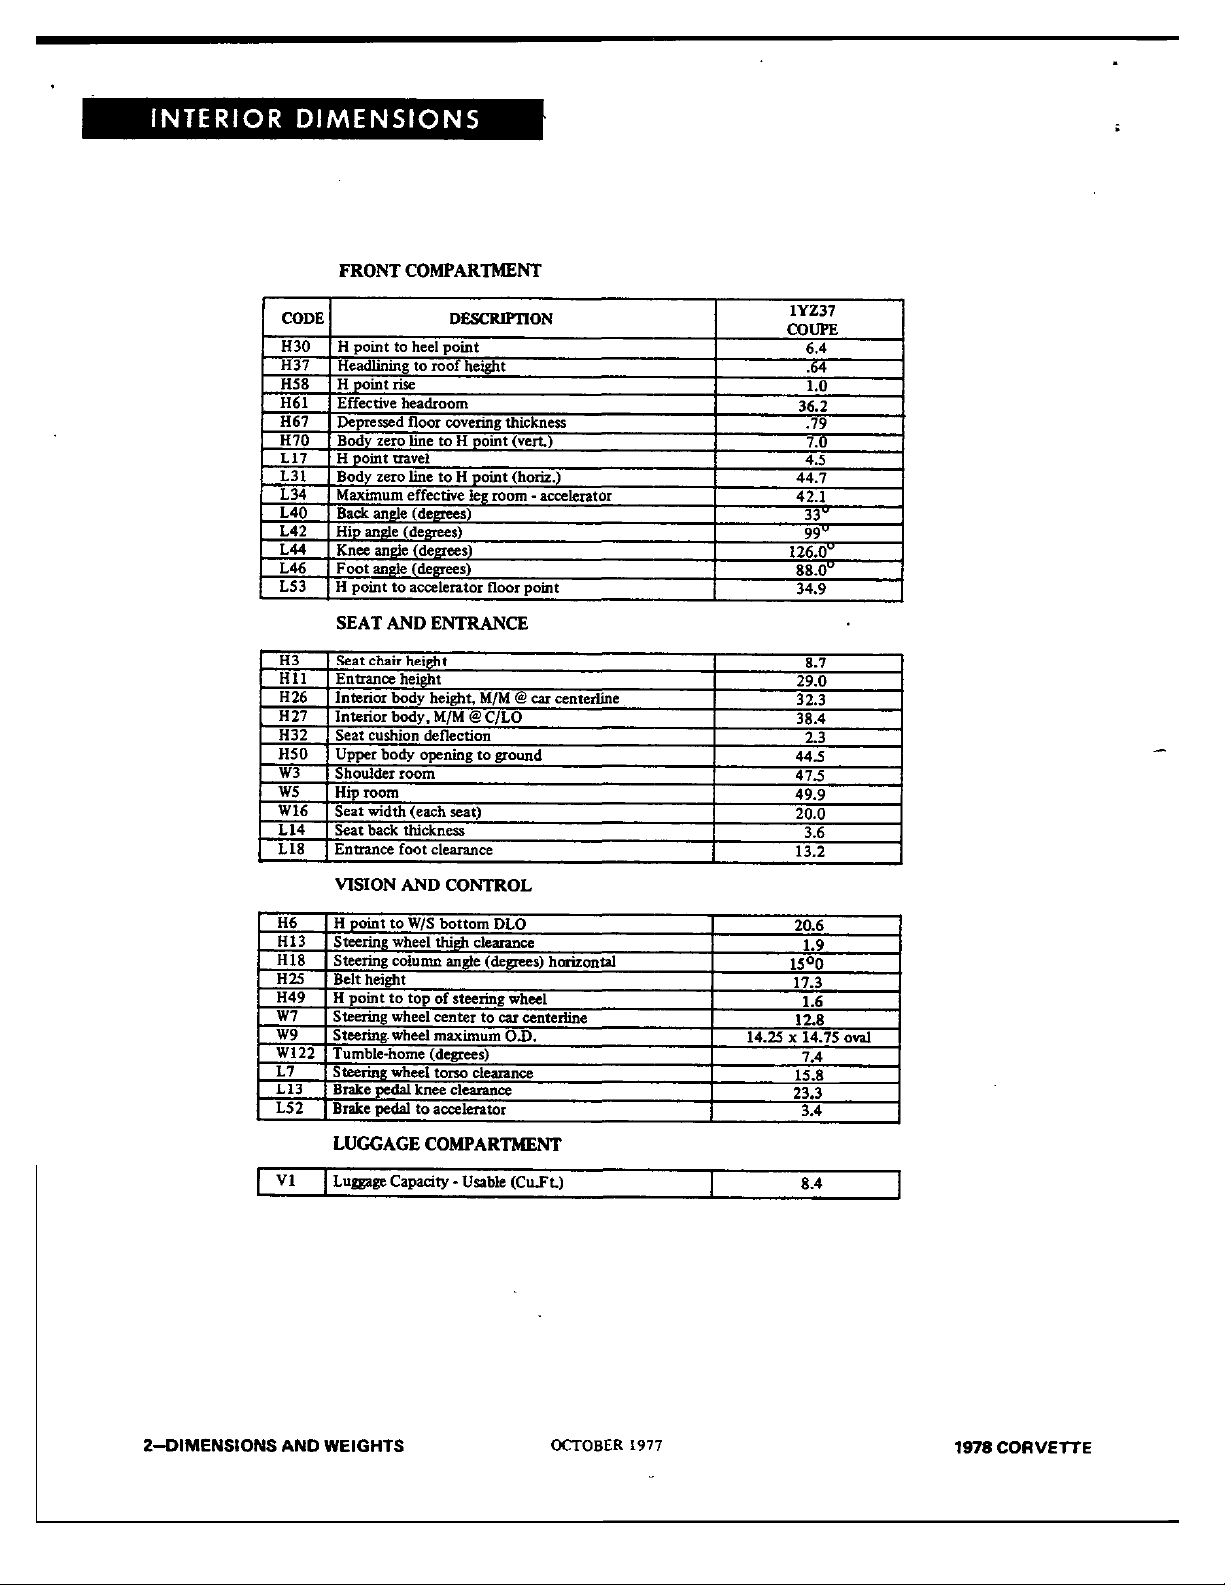 INTERIOR DIMENSIONS
FRONT COMPARTMENT
CODE DESCRIPTION 1YZ37 COUPE
H30 H point to heel point 6.4
H37 Headlining to roof height .64
H58 H point rise 1.0
H61 Effective headroom 36.2
H67 Depressed floor covering thickness .79
H70 Body zero line to H point (vert.) 7.0
L17 H point travel 4.5
L31 Body zero line to H point (horiz.) 44.7
L34 Maximum effective leg room - accelerator 42.1
L40 Back angle (degrees) 33°
L42 Hip angle (degrees) 99°
L44 Knee angle (degrees) 126.0°
L46 Foot angle (degrees) 88.0°
L53 H point to accelerator floor point 34.9
SEAT AND ENTRANCE
H3 Seat chair height 8.7
H11 Entrance height 29.0
H26 Interior body height, M/M @ car centerline 32.3
H27 Interior body, M/M @ C/LO 38.4
H32 Seat cushion deflection 2.3
H50 Upper body opening to ground 44.5
W3 Shoulder room 47.5
W5 Hip room 49.9
W16 Seat width (each seat) 20.0
L14 Seat back thickness 3.6
L18 Entrance foot clearance 13.2
VISION AND CONTROL
H6 H point to W/S bottom DLO 20.6
H13 Steering wheel thigh clearance 1.9
H18 Steering column angle (degrees) horizontal 15°0
H25 Belt height 17.3
H49 H point to top of steering wheel 1.6
W7 Steering wheel center to car centerline 12.8
W9 Steering wheel maximum O.D. 14.25 x 14.75 oval
W122 Tumble-home (degrees) 7.4
L7 Steering wheel torso clearance 15.8
L13 Brake pedal knee clearance 23.3
L52 Brake pedal to accelerator 3.4
LUGGAGE COMPARTMENT
V1 Luggage Capacity - Usable (Cu.Ft.) 8.4
2—DIMENSIONS AND WEIGHTS OCTOBER 1977 1978 CORVETTE